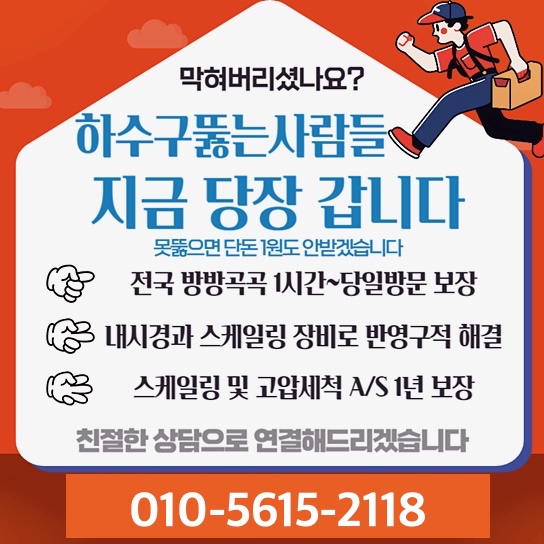 막혀버리셨나요?
하수구뚫는사람들
지금 당장 갑니다
못뚫으면 단돈 1원도 안받겠습니다
전국 방방곡곡 1시간~당일방문 보장
내시경과 스케일링 장비로 반영구적 해결
스케일링 및 고압세척 A/S 1년 보장
친절한 상담으로 연결해드리겠습니다
010-5615-2118